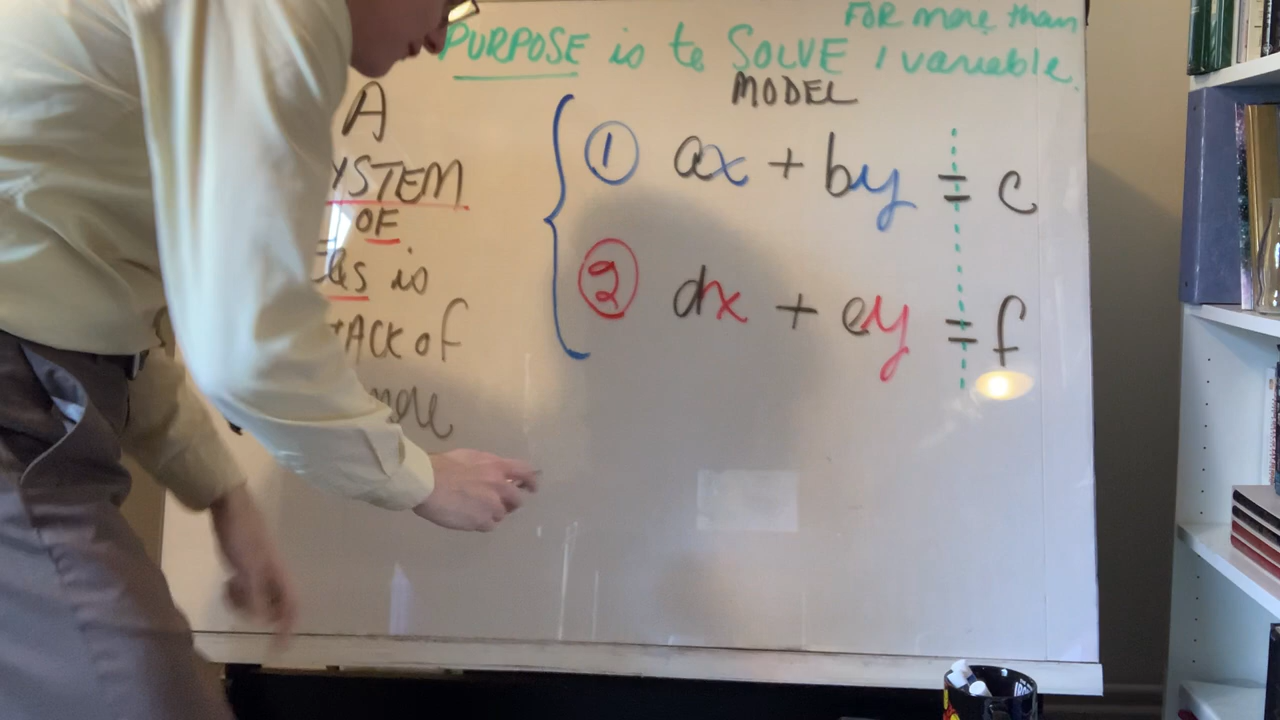 FOR more than
PURPOSE is to SOLVE 1 variable
MODEL
A
YSTEM
OF
is
ACK of
more
1 ax + by = c
2 dx + ey = f